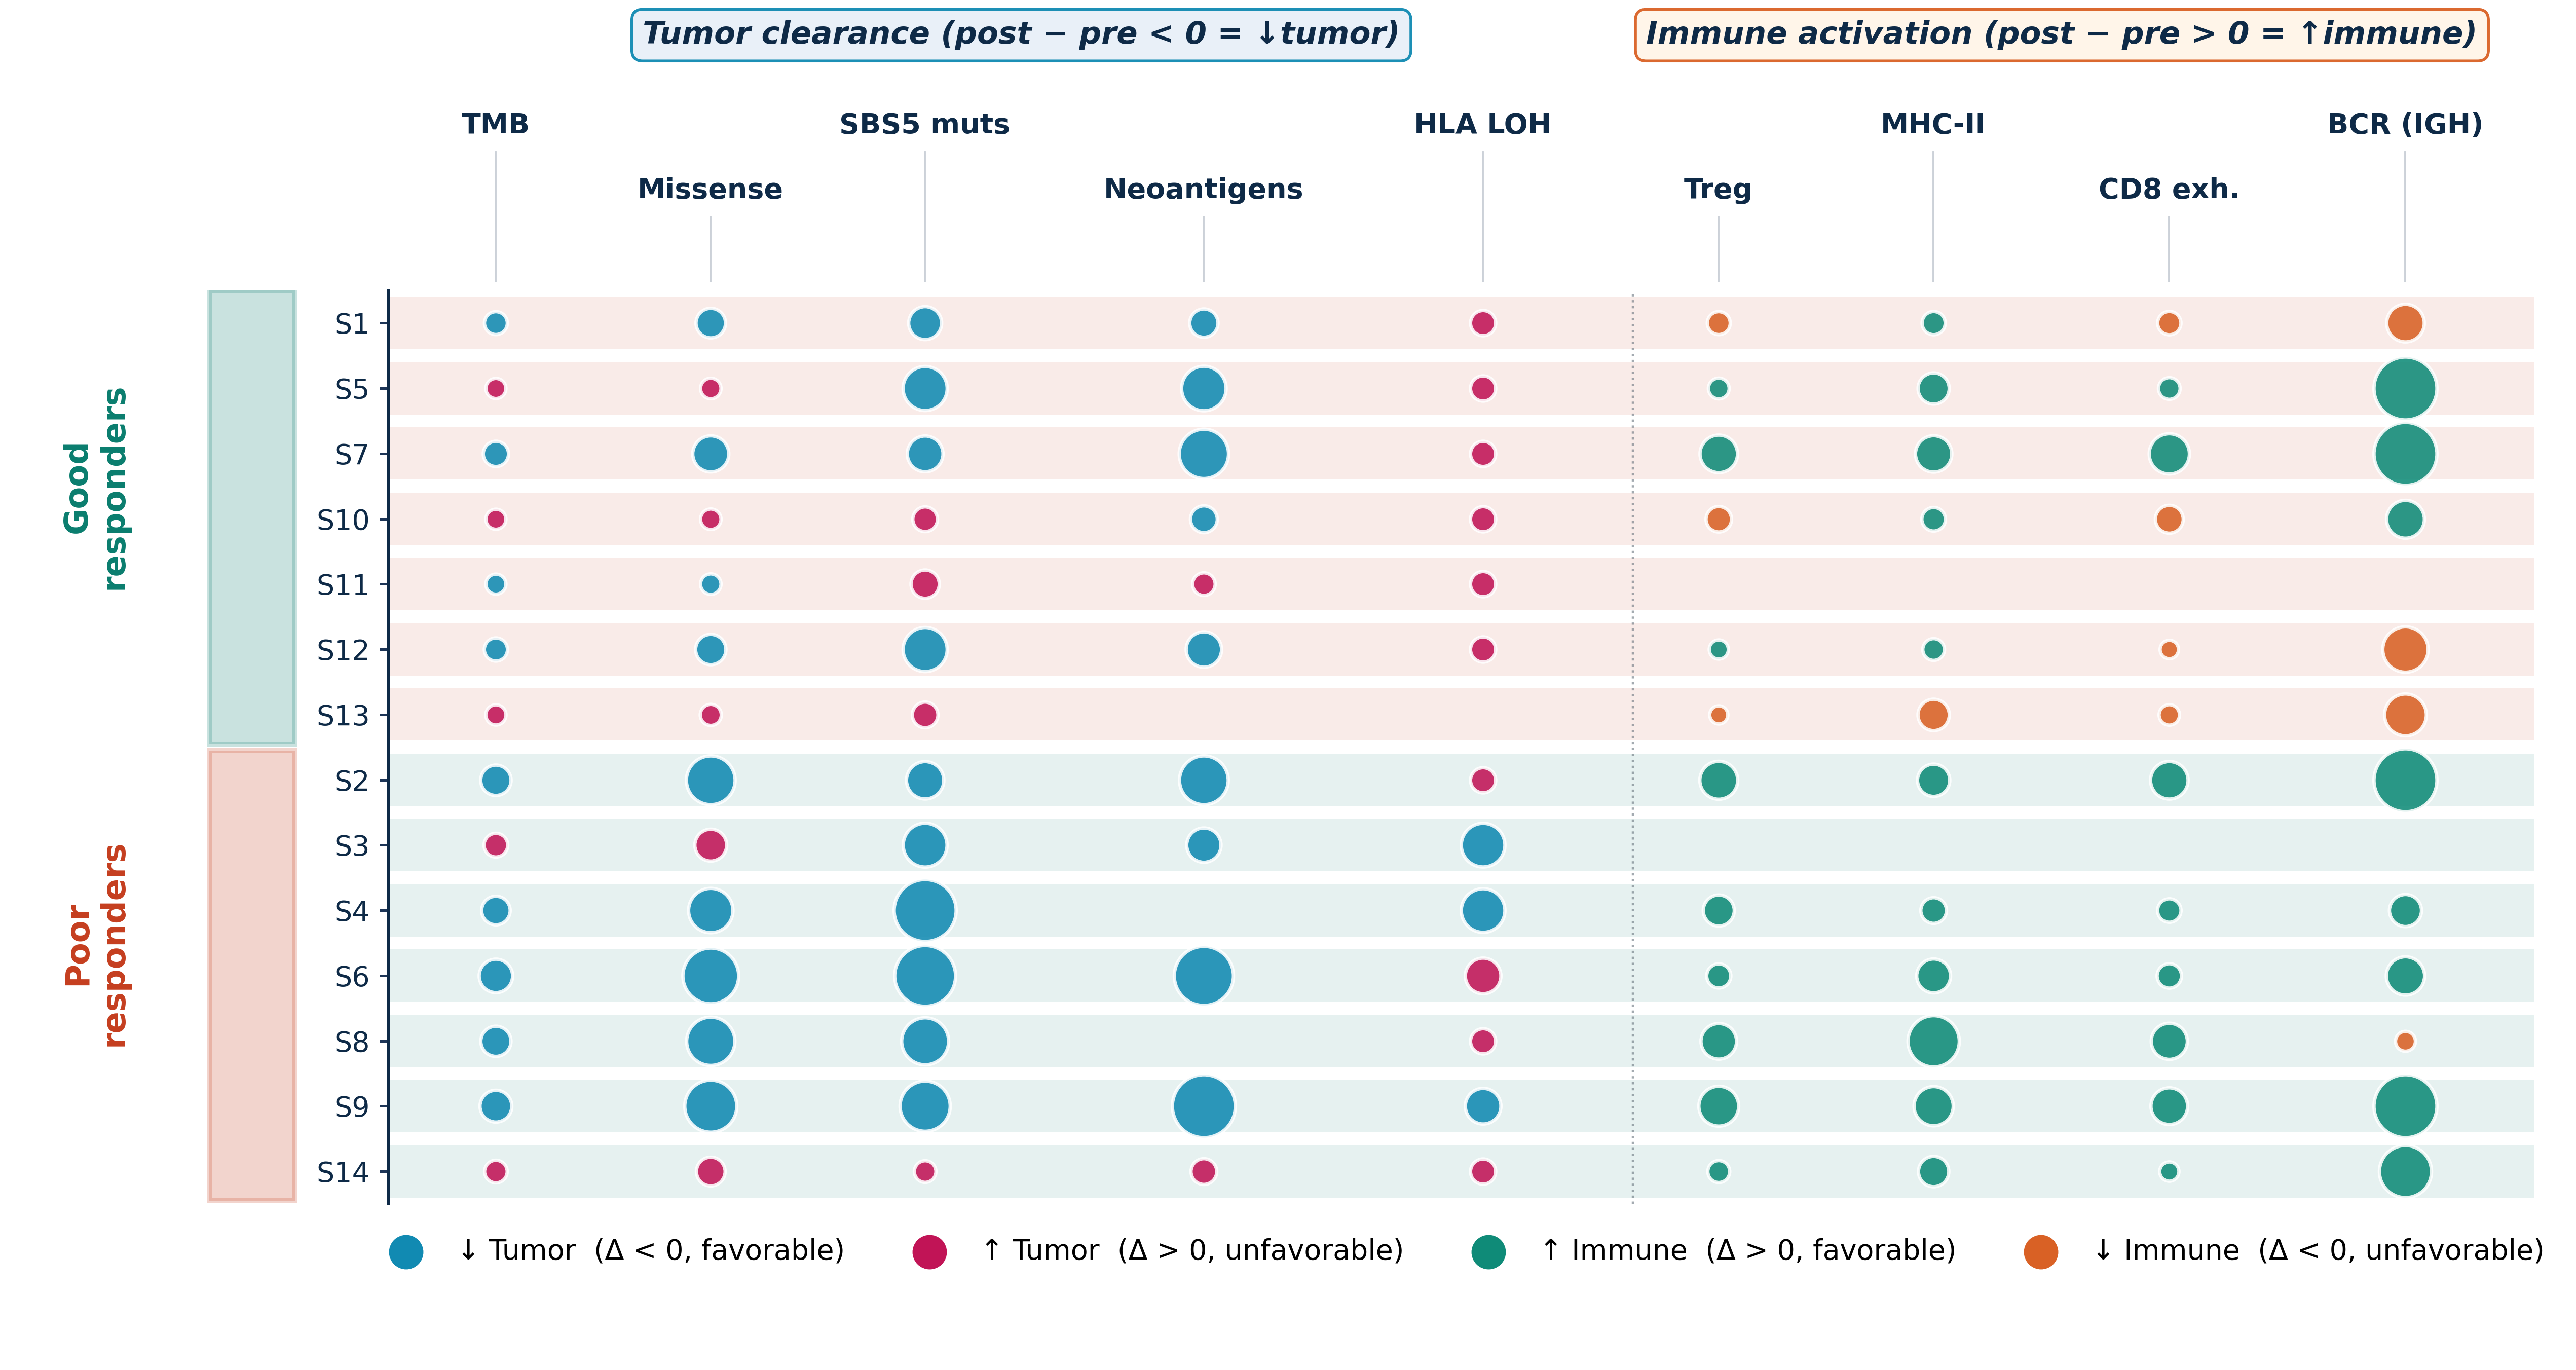 Tumor clearance (post − pre < 0 = ↓tumor)
Immune activation (post − pre > 0 = ↑immune)
TMB
SBS5 muts
HLA LOH
MHC-II
BCR (IGH)
Missense
Neoantigens
Treg
CD8 exh.
Good
responders
S1
S5
S7
S10
S11
S12
S13
Poor
responders
S2
S3
S4
S6
S8
S9
S14
↓ Tumor (Δ < 0, favorable)
↑ Tumor (Δ > 0, unfavorable)
↑ Immune (Δ > 0, favorable)
↓ Immune (Δ < 0, unfavorable)